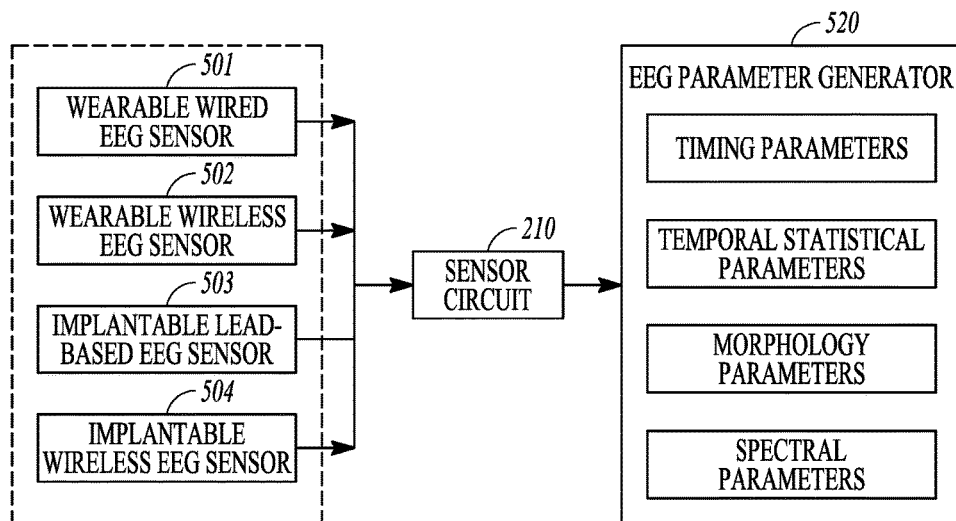 501
WEARABLE WIRED
EEG SENSOR
502
WEARABLE WIRELESS
EEG SENSOR
503
IMPLANTABLE LEAD-
BASED EEG SENSOR
504
IMPLANTABLE
WIRELESS EEG SENSOR
210
SENSOR
CIRCUIT
520
EEG PARAMETER GENERATOR
TIMING PARAMETERS
TEMPORAL STATISTICAL
PARAMETERS
MORPHOLOGY
PARAMETERS
SPECTRAL
PARAMETERS